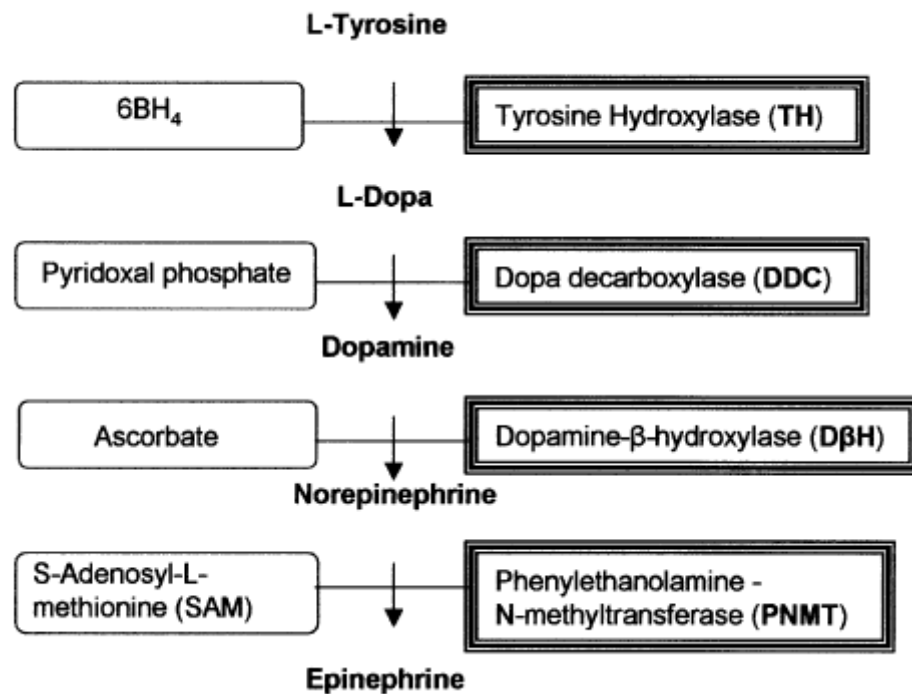 L-Tyrosine
6BH₄
Tyrosine Hydroxylase (TH)
L-Dopa
Pyridoxal phosphate
Dopa decarboxylase (DDC)
Dopamine
Ascorbate
Dopamine-β-hydroxylase (DβH)
Norepinephrine
S-Adenosyl-L-
methionine (SAM)
Phenylethanolamine -
N-methyltransferase (PNMT)
Epinephrine